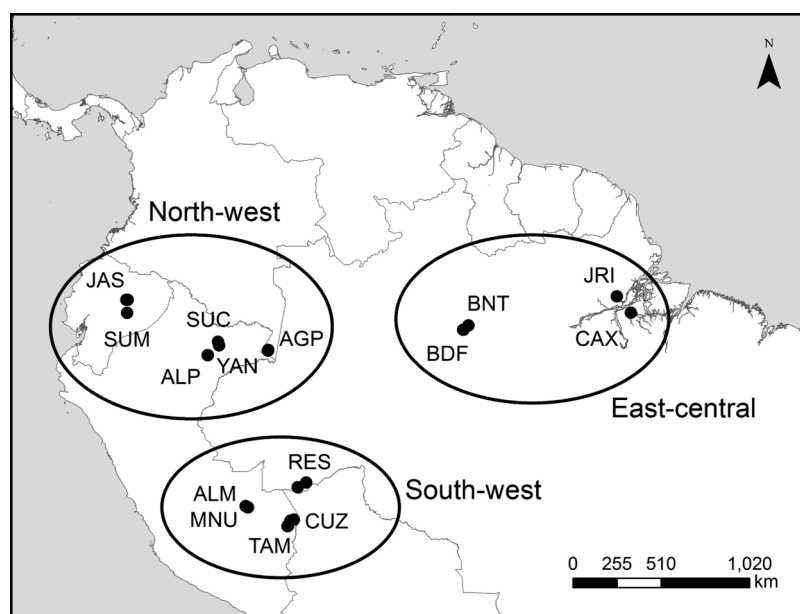 N
North-west
JAS
SUM
SUC
ALP
YAN
AGP
BNT
BDF
JRI
CAX
East-central
RES
ALM
MNU
TAM
CUZ
South-west
0 255 510 1,020
km